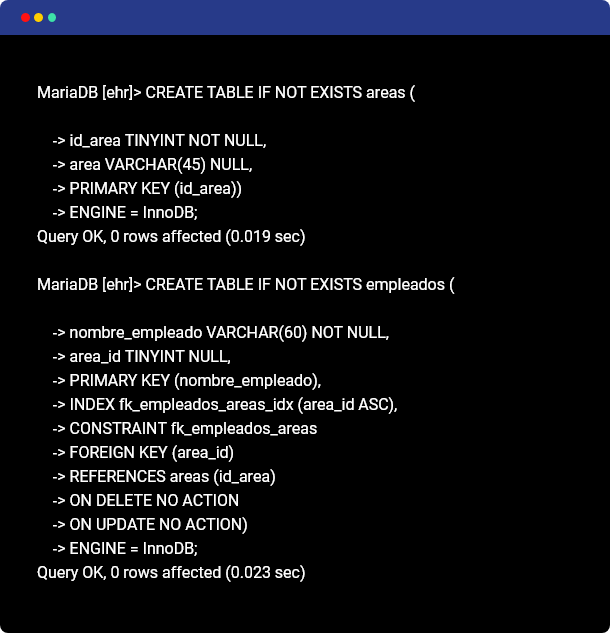 MariaDB [ehr]> CREATE TABLE IF NOT EXISTS areas (
-> id_area TINYINT NOT NULL,
-> area VARCHAR(45) NULL,
-> PRIMARY KEY (id_area))
-> ENGINE = InnoDB;
Query OK, 0 rows affected (0.019 sec)
MariaDB [ehr]> CREATE TABLE IF NOT EXISTS empleados (
-> nombre_empleado VARCHAR(60) NOT NULL,
-> area_id TINYINT NULL,
-> PRIMARY KEY (nombre_empleado),
-> INDEX fk_empleados_areas_idx (area_id ASC),
-> CONSTRAINT fk_empleados_areas
-> FOREIGN KEY (area_id)
-> REFERENCES areas (id_area)
-> ON DELETE NO ACTION
-> ON UPDATE NO ACTION)
-> ENGINE = InnoDB;
Query OK, 0 rows affected (0.023 sec)